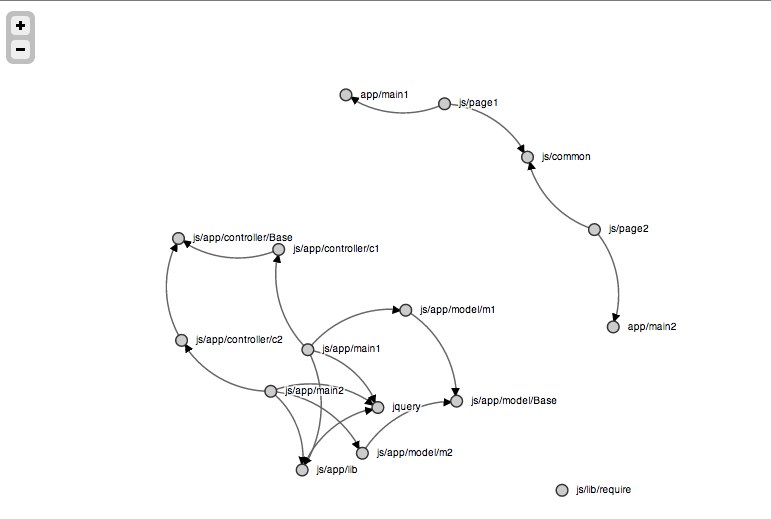 +
−
app/main1
js/page1
js/common
js/page2
js/app/controller/Base
js/app/controller/c1
js/app/model/m1
app/main2
js/app/controller/c2
js/app/main1
js/app/main2
jquery
js/app/model/Base
js/app/model/m2
js/app/lib
js/lib/require